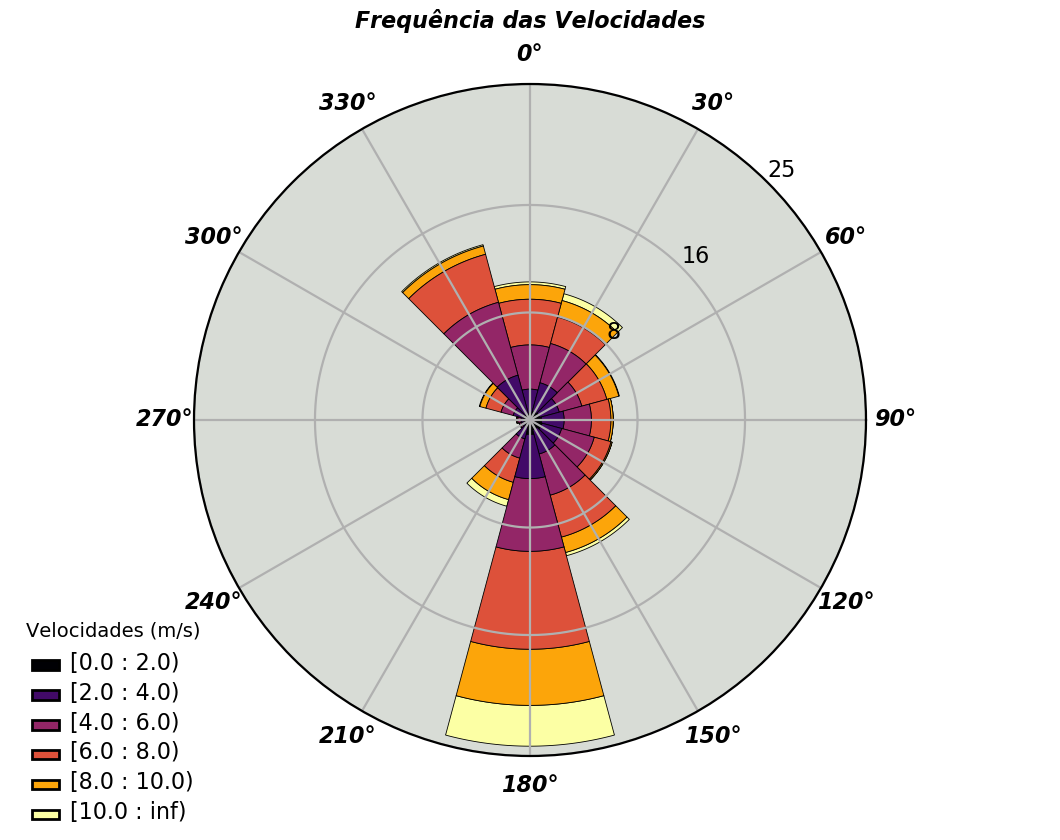 Frequência das Velocidades
0°
330°
30°
25
300°
60°
16
8
270°
90°
240°
120°
Velocidades (m/s)
[0.0 : 2.0)
[2.0 : 4.0)
[4.0 : 6.0)
[6.0 : 8.0)
[8.0 : 10.0)
[10.0 : inf)
210°
150°
180°